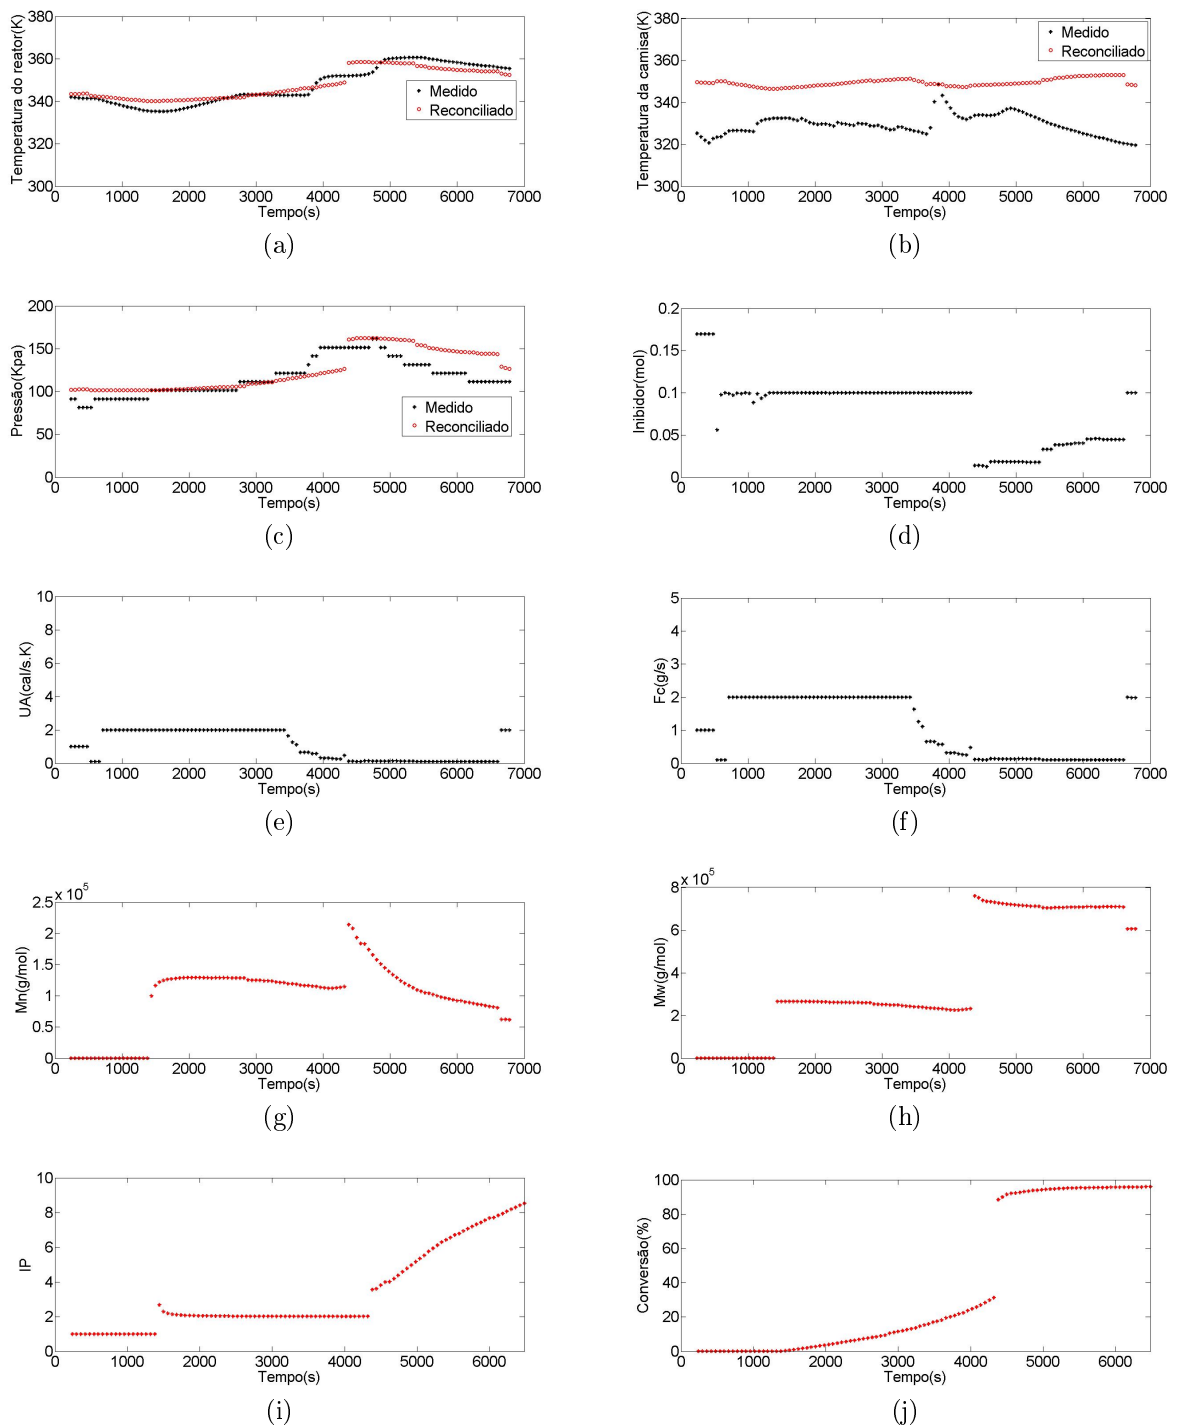 380
360
340
320
300
Temperatura do reator(K)
Medido
Reconciliado
0 1000 2000 3000 4000 5000 6000 7000
Tempo(s)
(a)
380
360
340
320
300
Temperatura da camisa(K)
Medido
Reconciliado
0 1000 2000 3000 4000 5000 6000 7000
Tempo(s)
(b)
200
150
100
50
0
Pressão(Kpa)
Medido
Reconciliado
0 1000 2000 3000 4000 5000 6000 7000
Tempo(s)
(c)
0.2
0.15
0.1
0.05
0
Inibidor(mol)
0 1000 2000 3000 4000 5000 6000 7000
Tempo(s)
(d)
10
8
6
4
2
0
UA(cal/s.K)
0 1000 2000 3000 4000 5000 6000 7000
Tempo(s)
(e)
5
4
3
2
1
0
Fc(g/s)
0 1000 2000 3000 4000 5000 6000 7000
Tempo(s)
(f)
x 10^5
2.5
2
1.5
1
0.5
0
Mn(g/mol)
0 1000 2000 3000 4000 5000 6000 7000
Tempo(s)
(g)
x 10^5
8
6
4
2
0
Mw(g/mol)
0 1000 2000 3000 4000 5000 6000 7000
Tempo(s)
(h)
10
8
6
4
2
0
IP
0 1000 2000 3000 4000 5000 6000
Tempo(s)
(i)
100
80
60
40
20
0
Conversão(%)
0 1000 2000 3000 4000 5000 6000
Tempo(s)
(j)